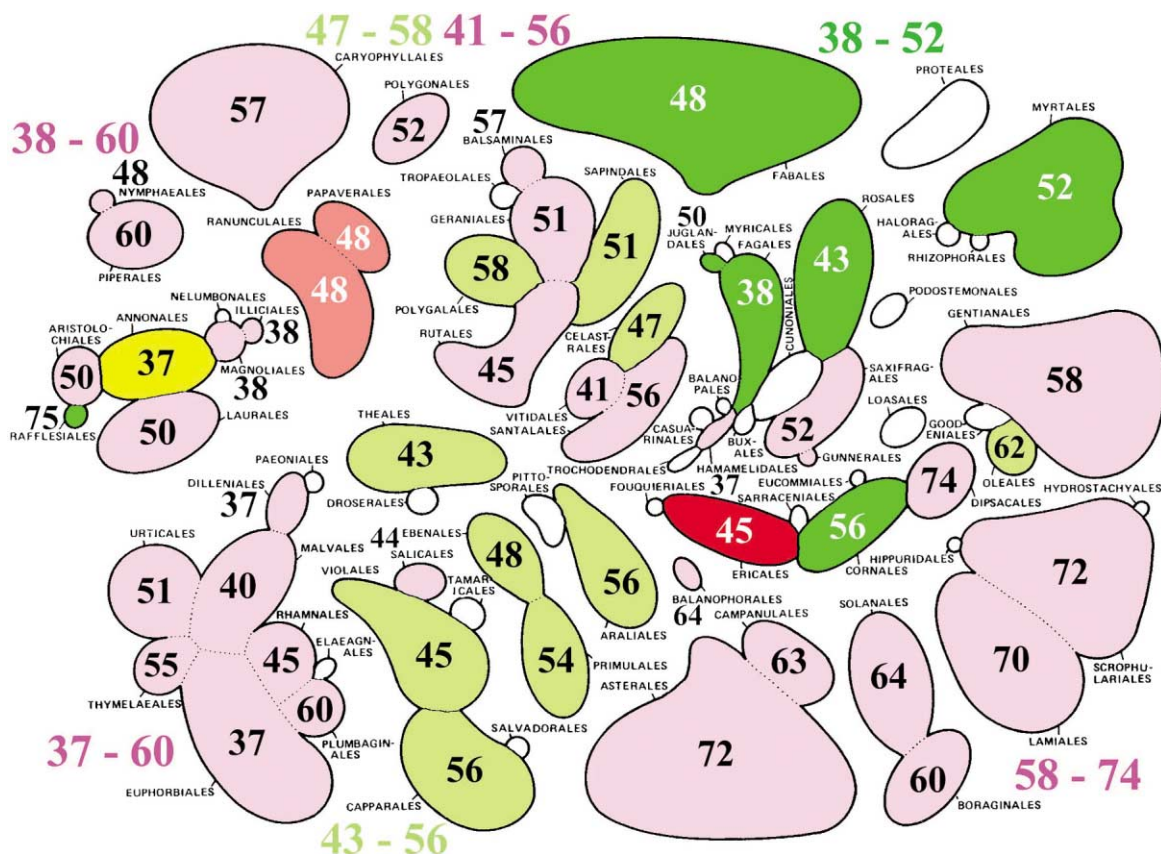 47 - 58
41 - 56
38 - 52
CARYOPHYLLALES
57
POLYGONALES
52
38 - 60
48
NYMPHAEALES
60
PIPERALES
PAPAVERALES
48
RANUNCULALES
48
57
BALSAMINALES
TROPAEOLALES
GERANIALES
51
SAPINDALES
51
58
POLYGALALES
RUTALES
45
48
FABALES
PROTEALES
MYRTALES
52
HALORAG-
ALES
RHIZOPHORALES
50
JUGLAN-
DALES
MYRICALES
FAGALES
38
ROSALES
43
CUNONIALES
PODOSTEMONALES
GENTIANALES
58
NELUMBONALES
ILLICIALES
38
ANNONALES
37
ARISTOLO-
CHIALES
50
MAGNOLIALES
38
75
RAFFLESIALES
LAURALES
50
CELAST-
RALES
47
41
VITIDALES
56
SANTALALES
BALANO-
PALES
CASUA-
RINALES
BUX-
ALES
TROCHODENDRALES
HAMAMELIDALES
37
SAXIFRAG-
ALES
52
GUNNERALES
LOASALES
GOOD-
ENIALES
62
OLEALES
THEALES
43
DROSERALES
PITTO-
SPORALES
FOUQUIERIALES
EUCOMMIALES
SARRACENIALES
45
ERICALES
56
CORNALES
74
DIPSACALES
HYDROSTACHYALES
HIPPURIDALES
72
SCROPHU-
LARIALES
70
LAMIALES
PAEONIALES
DILLENIALES
37
URTICALES
51
MALVALES
40
RHAMNALES
45
ELAEAGN-
ALES
55
THYMELAEALES
60
PLUMBAGIN-
ALES
37
EUPHORBIALES
37 - 60
44
SALICALES
VIOLALES
TAMAR-
ICALES
45
SALVADORALES
56
CAPPARALES
43 - 56
EBENALES
48
54
PRIMULALES
56
ARALIALES
BALANOPHORALES
64
CAMPANULALES
63
ASTERALES
72
SOLANALES
64
60
BORAGINALES
58 - 74